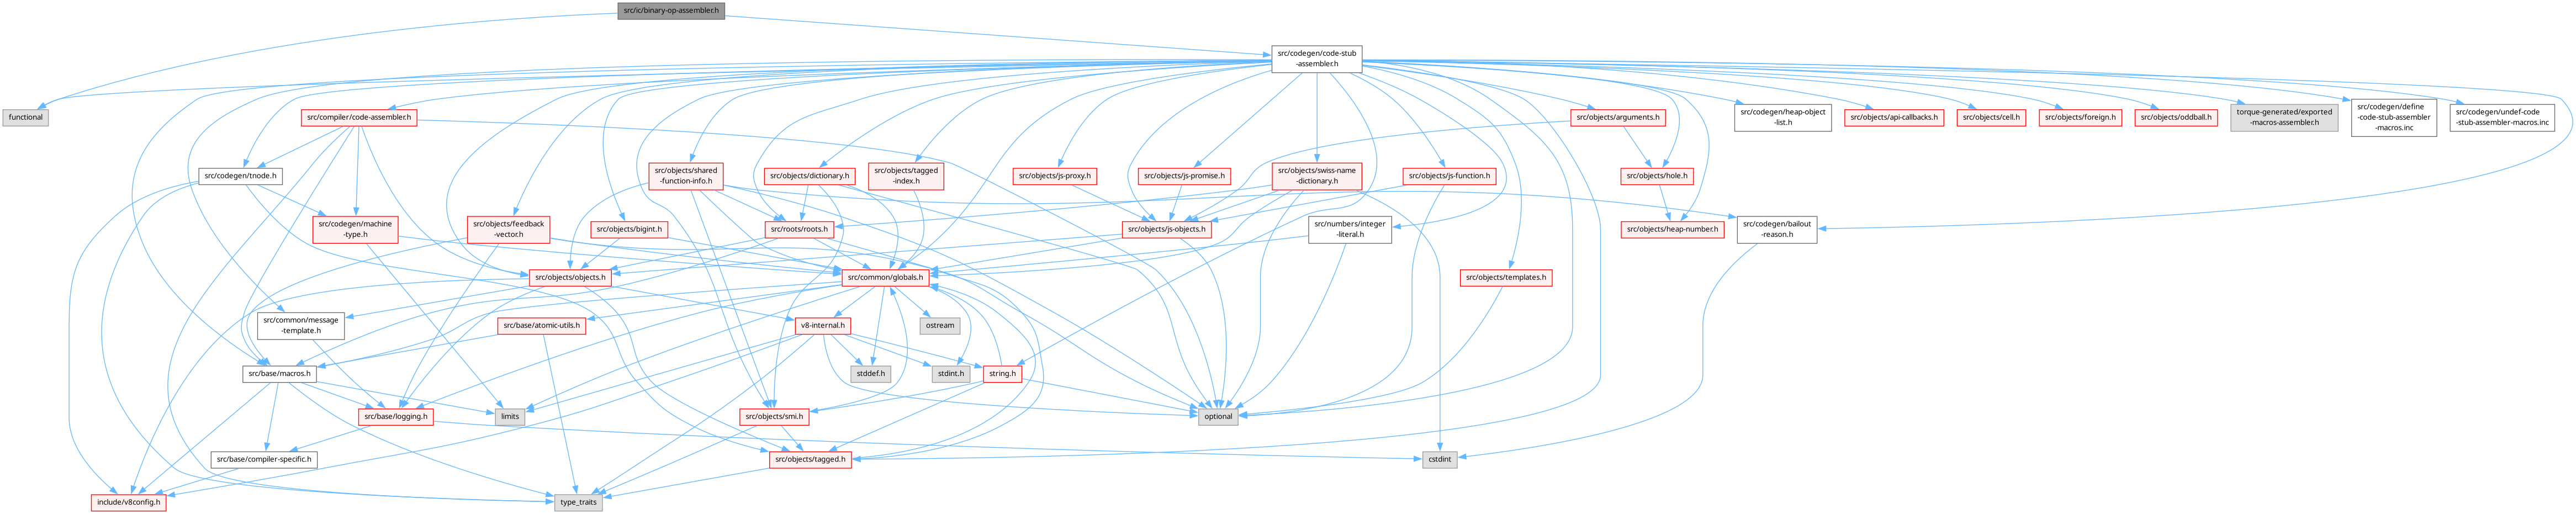 src/ic/binary-op-assembler.h
src/codegen/code-stub
-assembler.h
functional
src/compiler/code-assembler.h
src/objects/arguments.h
src/codegen/heap-object
-list.h
src/objects/api-callbacks.h
src/objects/cell.h
src/objects/foreign.h
src/objects/oddball.h
torque-generated/exported
-macros-assembler.h
src/codegen/define
-code-stub-assembler
-macros.inc
src/codegen/undef-code
-stub-assembler-macros.inc
src/codegen/tnode.h
src/objects/shared
-function-info.h
src/objects/dictionary.h
src/objects/tagged
-index.h
src/objects/js-proxy.h
src/objects/js-promise.h
src/objects/swiss-name
-dictionary.h
src/objects/js-function.h
src/objects/hole.h
src/codegen/machine
-type.h
src/objects/feedback
-vector.h
src/objects/bigint.h
src/roots/roots.h
src/objects/js-objects.h
src/numbers/integer
-literal.h
src/objects/heap-number.h
src/codegen/bailout
-reason.h
src/objects/objects.h
src/common/globals.h
src/objects/templates.h
src/common/message
-template.h
src/base/atomic-utils.h
v8-internal.h
ostream
src/base/macros.h
stddef.h
stdint.h
string.h
src/base/logging.h
limits
src/objects/smi.h
optional
src/base/compiler-specific.h
src/objects/tagged.h
cstdint
include/v8config.h
type_traits